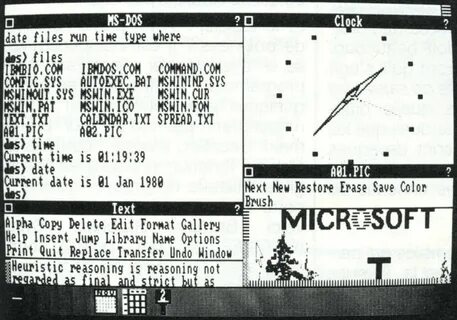 MS-DOS ?
date files run time type where
dos> files
IBMBIO.COM IBMDOS.COM COMMAND.COM
CONFIG.SYS AUTOEXEC.BAT MSWININP.SYS
MSWINOUT.SYS MSWIN.EXE MSWIN.CUR
MSWIN.PAT MSWIN.ICO MSWIN.FON
TEXT.TXT CALENDAR.TXT SPREAD.TXT
A01.PIC A02.PIC
dos> time
Current time is 01:19:39
dos> date
Current date is 01 Jan 1980
dos>
Text ?
Alpha Copy Delete Edit Format Gallery
Help Insert Jump Library Name Options
Print Quit Replace Transfer Undo Window
Heuristic reasoning is reasoning not
regarded as final and strict but as
Clock ?
A01.PIC ?
Next New Restore Erase Save Color
Brush
MICROSOFT
T
2